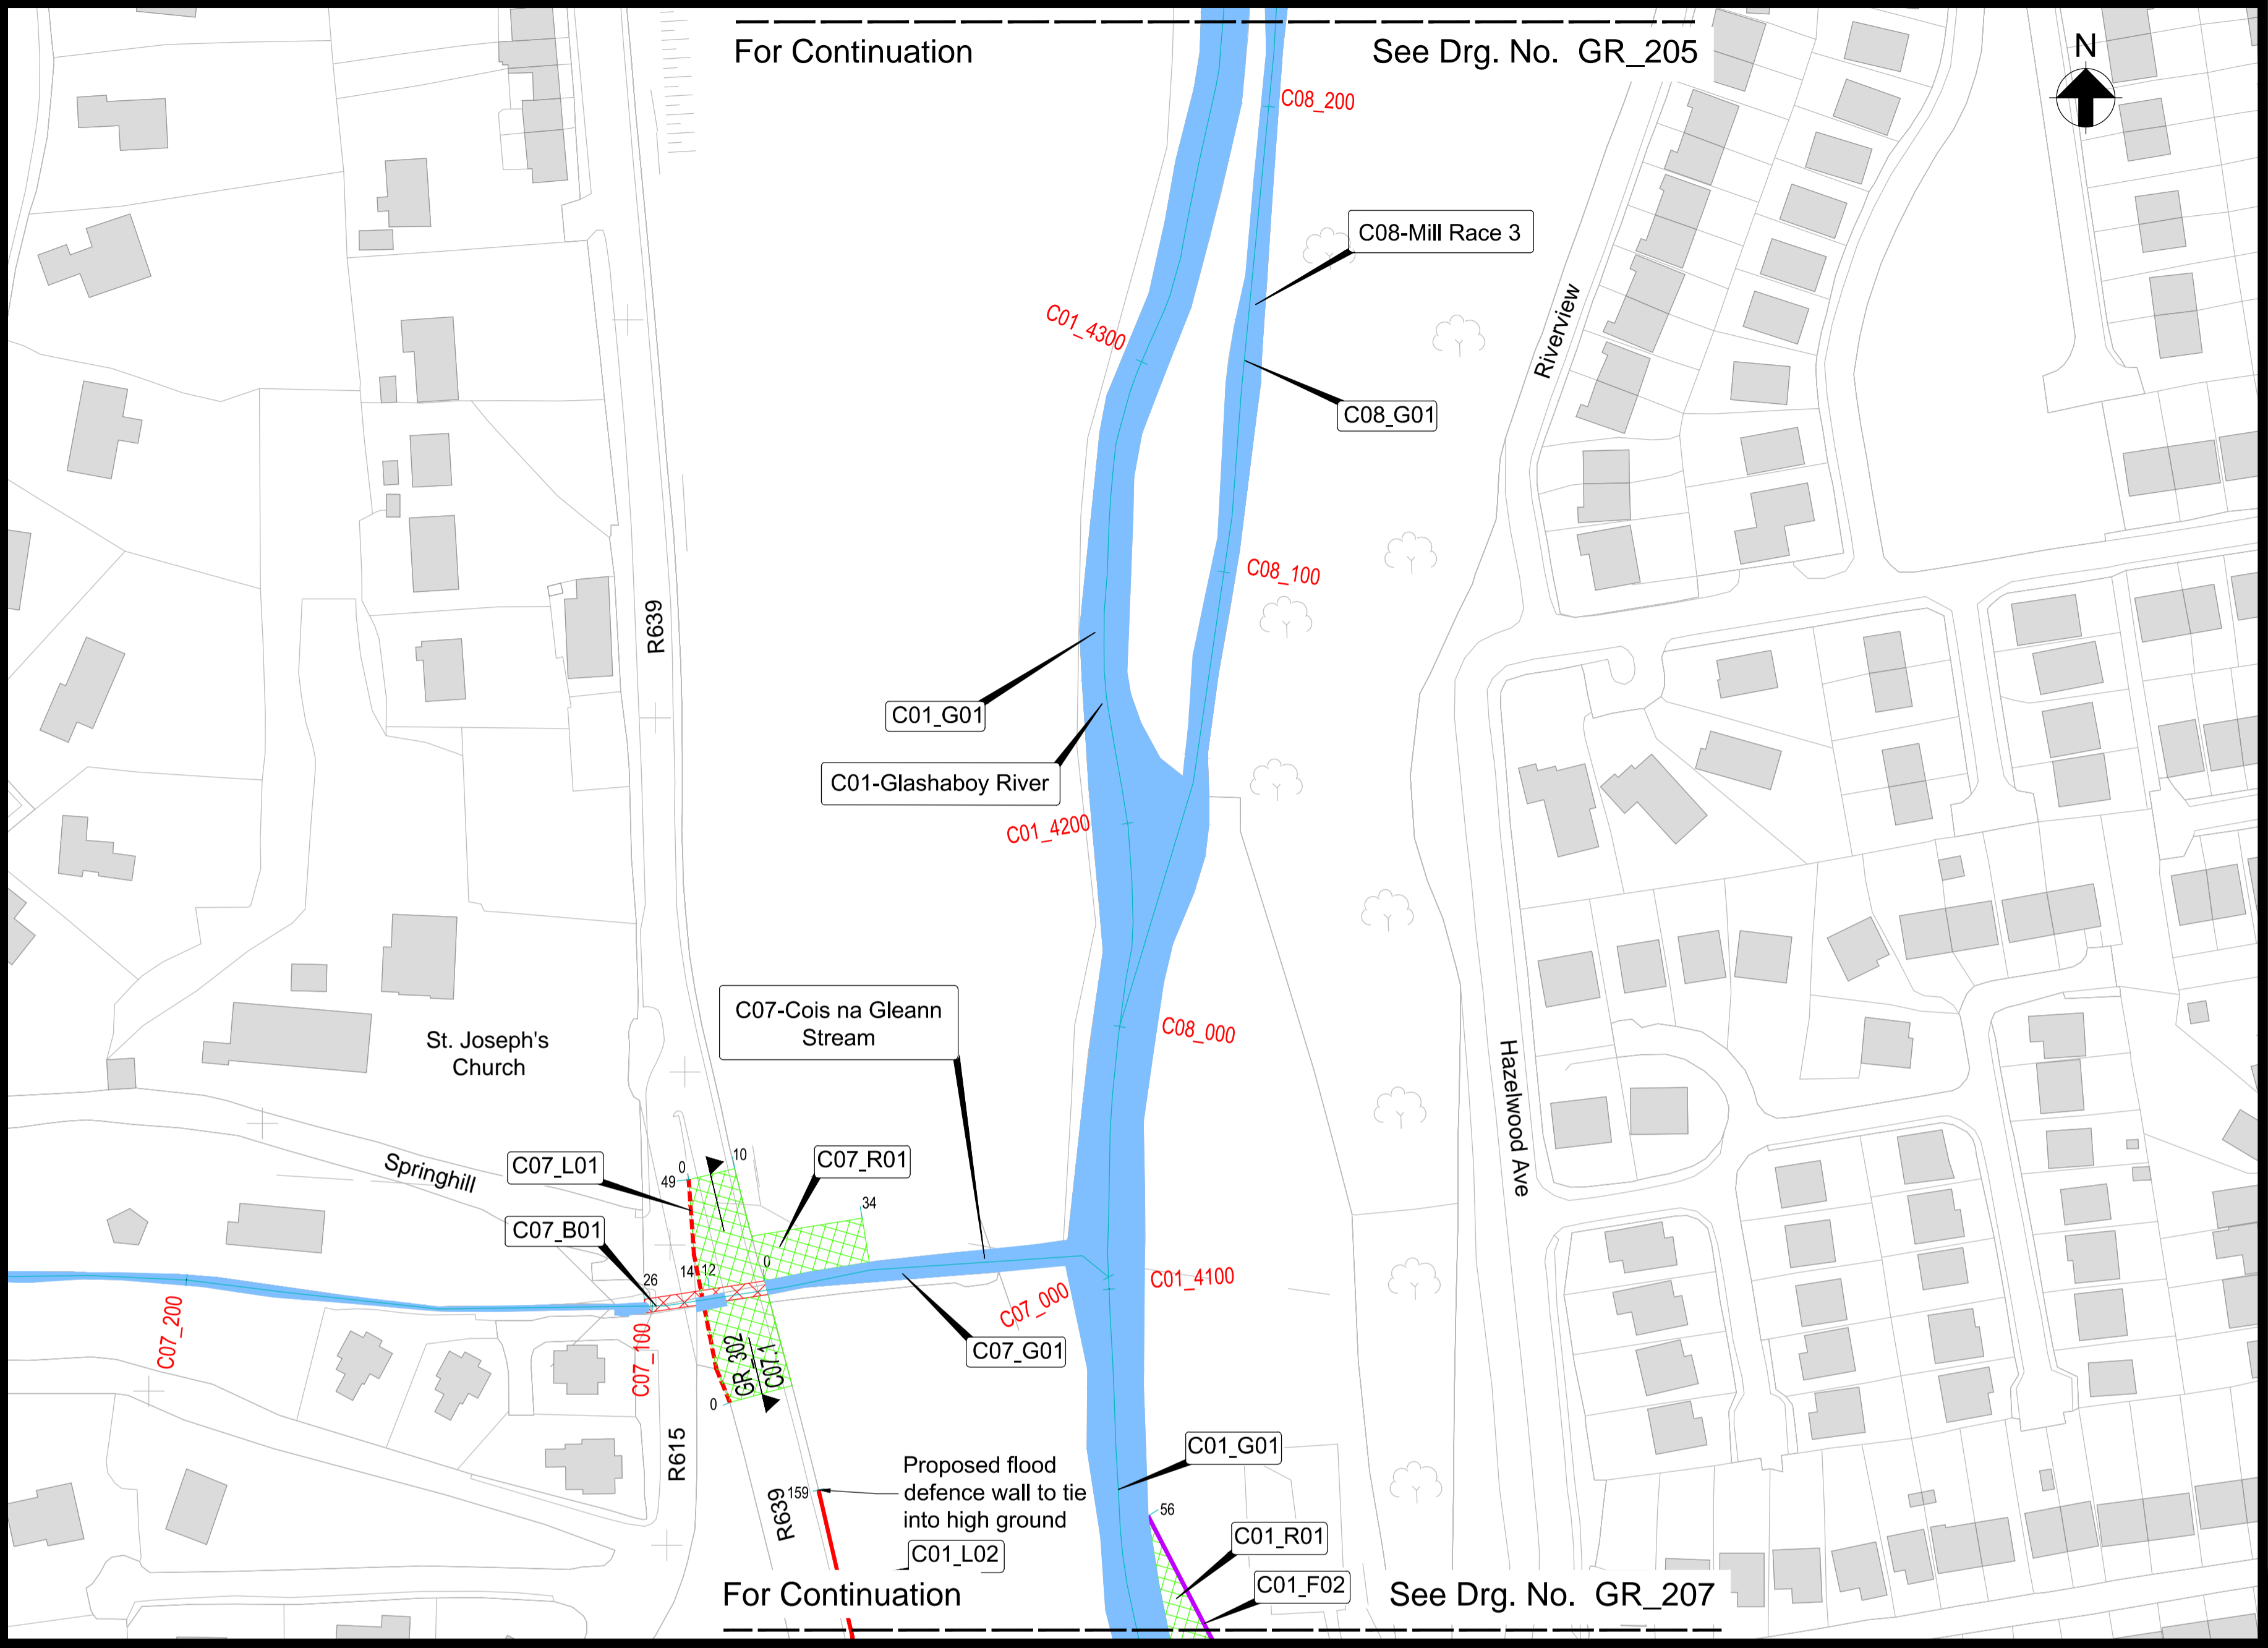 For Continuation
See Drg. No. GR_205
N
C08_200
C08-Mill Race 3
C01_4300
Riverview
C08_G01
C08_100
R639
C01_G01
C01-Glashaboy River
C01_4200
C07-Cois na Gleann
Stream
C08_000
St. Joseph's
Church
Hazelwood Ave
Springhill
C07_L01
0
49
10
C07_R01
34
C07_B01
26
14
12
0
C07_200
C07_100
C07_000
C01_4100
C07_G01
GR_302
C07.1
0
R615
R639
159
Proposed flood
defence wall to tie
into high ground
C01_L02
C01_G01
56
C01_R01
C01_F02
For Continuation
See Drg. No. GR_207